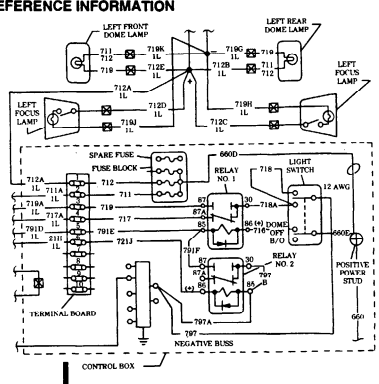 EFERENCE INFORMATION
LEFT FRONT
DOME LAMP
LEFT REAR
DOME LAMP
711
712
719K
1L
719G
1L
719
719
712E
1L
712B
1L
711
712
712A
1L
LEFT
FOCUS
LAMP
LEFT
FOCUS
LAMP
712D
1L
719H
1L
719J
1L
712C
1L
SPARE FUSE
660D
FUSE BLOCK
RELAY
NO. 1
718
LIGHT
SWITCH
712A
1L
711A
1L
712
711
12 AWG
719A
1L
717A
1L
719
717
87
87A
30
718A
791D
1L
791E
85
86
(+)
716
DOME
OFF
B/O
660E
1L
721J
791F
87
87A
30
RELAY
NO. 2
797
(+)
86
85
B
POSITIVE
POWER
STUD
TERMINAL BOARD
797A
797
660
NEGATIVE BUSS
CONTROL BOX